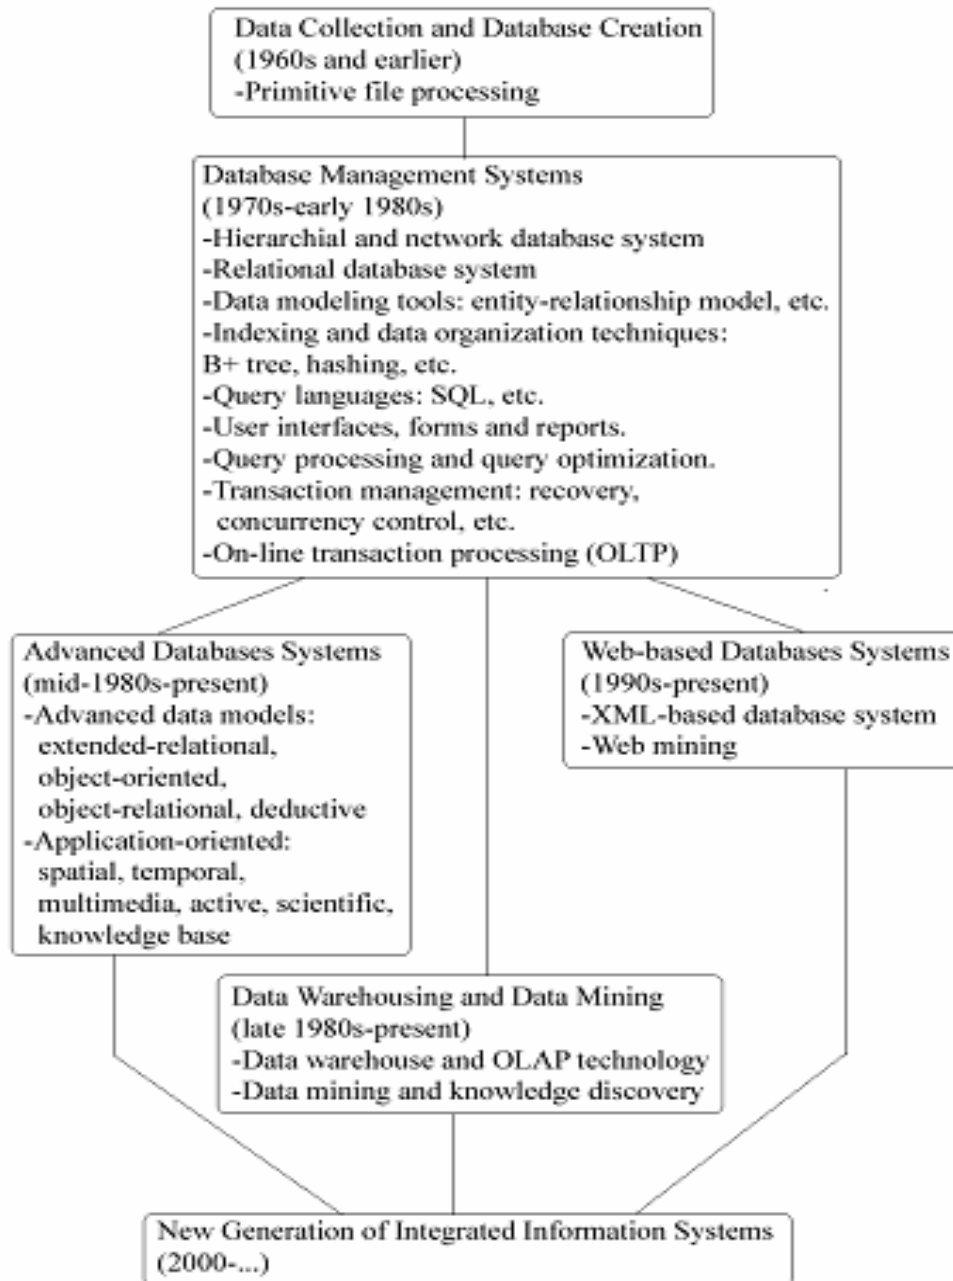 Data Collection and Database Creation
(1960s and earlier)
-Primitive file processing
Database Management Systems
(1970s-early 1980s)
-Hierarchial and network database system
-Relational database system
-Data modeling tools: entity-relationship model, etc.
-Indexing and data organization techniques:
B+ tree, hashing, etc.
-Query languages: SQL, etc.
-User interfaces, forms and reports.
-Query processing and query optimization.
-Transaction management: recovery,
concurrency control, etc.
-On-line transaction processing (OLTP)
Advanced Databases Systems
(mid-1980s-present)
-Advanced data models:
extended-relational,
object-oriented,
object-relational, deductive
-Application-oriented:
spatial, temporal,
multimedia, active, scientific,
knowledge base
Web-based Databases Systems
(1990s-present)
-XML-based database system
-Web mining
Data Warehousing and Data Mining
(late 1980s-present)
-Data warehouse and OLAP technology
-Data mining and knowledge discovery
New Generation of Integrated Information Systems
(2000-...)